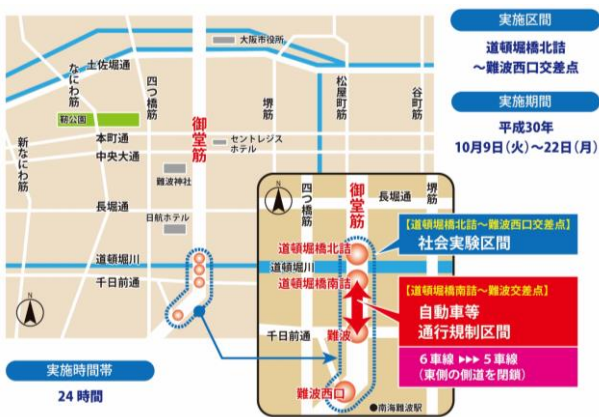 実施区間
道頓堀橋北詰
～難波西口交差点
実施期間
平成30年
10月9日(火)～22日(月)
大阪市役所
土佐堀通
なにわ筋
四つ橋筋
御堂筋
堺筋
松屋町筋
谷町筋
靭公園
新なにわ筋
本町通
中央大通
セントレジス
ホテル
難波神社
長堀通
日航ホテル
道頓堀川
千日前通
N
実施時間帯
24時間
N
四つ橋筋
御堂筋
長堀通
堺筋
道頓堀橋北詰
道頓堀川
道頓堀橋南詰
千日前通
難波
難波西口
●南海難波駅
【道頓堀橋北詰～難波西口交差点】
社会実験区間
【道頓堀橋南詰～難波交差点】
自動車等
通行規制区間
6車線 ▸▸▸ 5車線
(東側の側道を閉鎖)